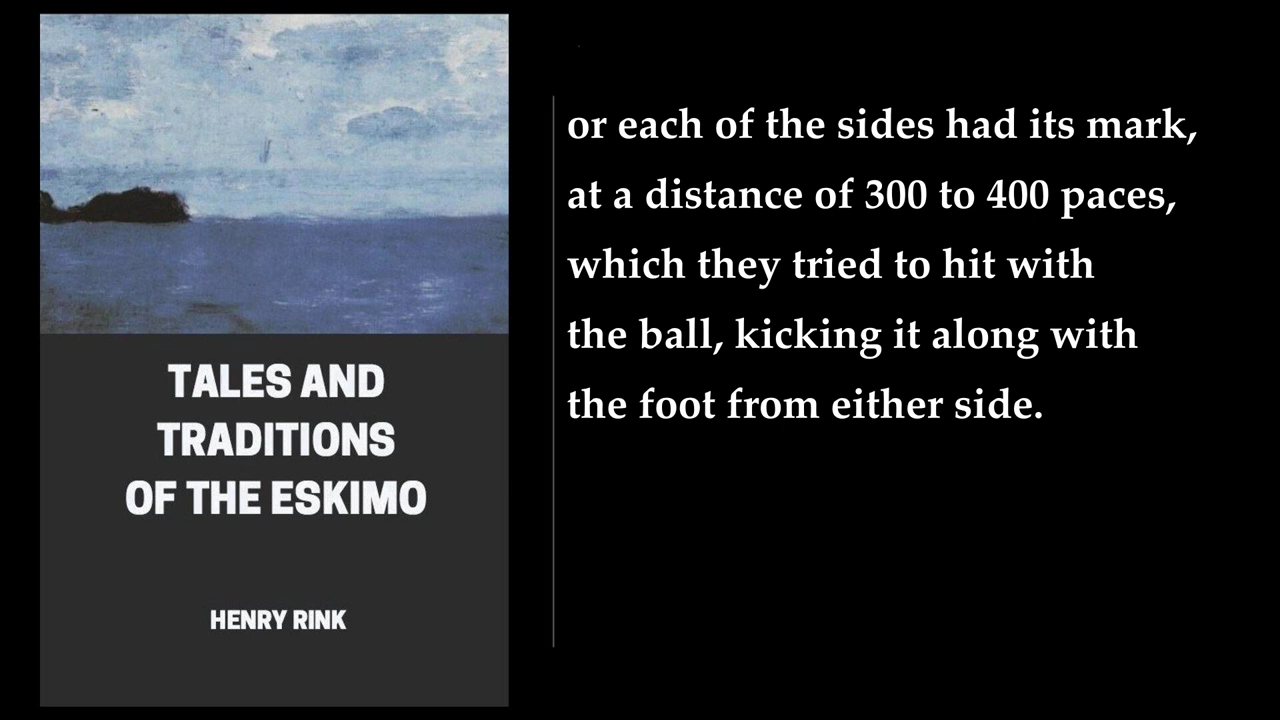 TALES AND
TRADITIONS
OF THE ESKIMO
HENRY RINK
or each of the sides had its mark,
at a distance of 300 to 400 paces,
which they tried to hit with
the ball, kicking it along with
the foot from either side.